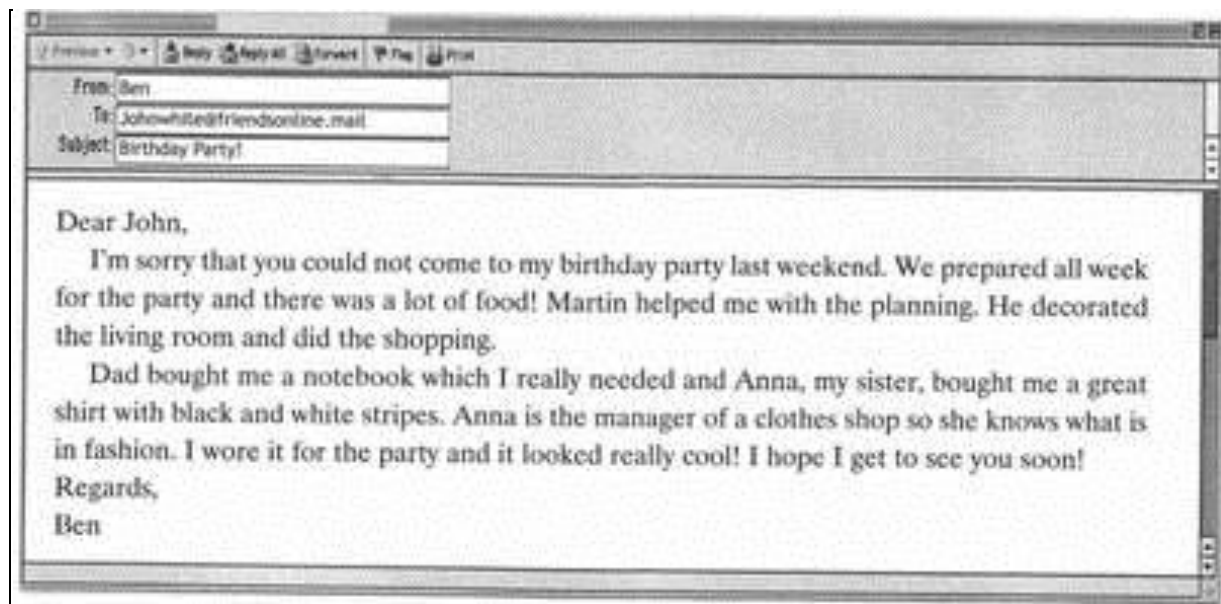 Preview
Reply Reply All Forward Flag Print
From: Ben
To: Johowhite@friendsonline.mail
Subject: Birthday Party!
Dear John,
I'm sorry that you could not come to my birthday party last weekend. We prepared all week
for the party and there was a lot of food! Martin helped me with the planning. He decorated
the living room and did the shopping.
Dad bought me a notebook which I really needed and Anna, my sister, bought me a great
shirt with black and white stripes. Anna is the manager of a clothes shop so she knows what is
in fashion. I wore it for the party and it looked really cool! I hope I get to see you soon!
Regards,
Ben